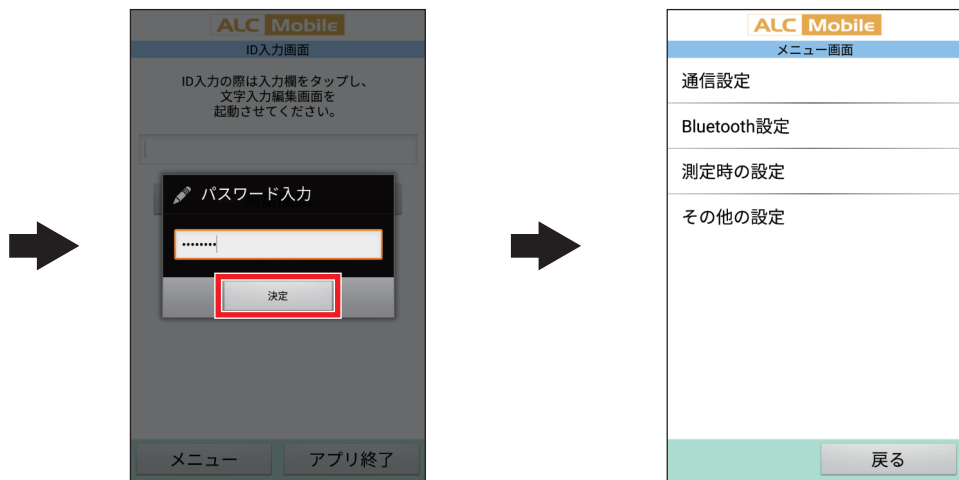 ALC Mobile
ID入力画面
ID入力の際は入力欄をタップし、
文字入力編集画面を
起動させてください。
パスワード入力
••••••••
決定
メニュー
アプリ終了
ALC Mobile
メニュー画面
通信設定
Bluetooth設定
測定時の設定
その他の設定
戻る